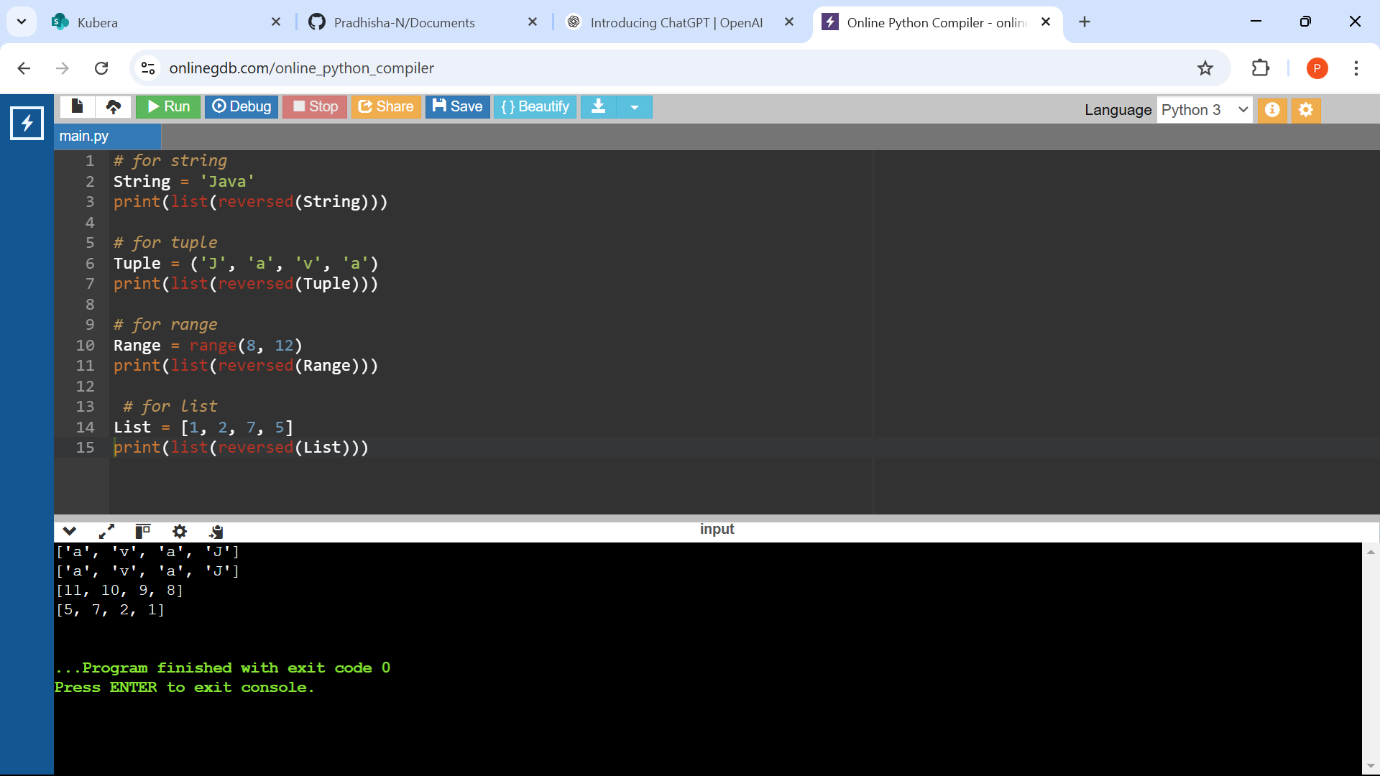 Kubera
Pradhisha-N/Documents
Introducing ChatGPT | OpenAI
Online Python Compiler - onlin
onlinegdb.com/online_python_compiler
P
Run Debug Stop Share Save { } Beautify
Language Python 3
main.py
1 # for string
2 String = 'Java'
3 print(list(reversed(String)))
4
5 # for tuple
6 Tuple = ('J', 'a', 'v', 'a')
7 print(list(reversed(Tuple)))
8
9 # for range
10 Range = range(8, 12)
11 print(list(reversed(Range)))
12
13  # for list
14 List = [1, 2, 7, 5]
15 print(list(reversed(List)))
input
['a', 'v', 'a', 'J']
['a', 'v', 'a', 'J']
[11, 10, 9, 8]
[5, 7, 2, 1]
...Program finished with exit code 0
Press ENTER to exit console.